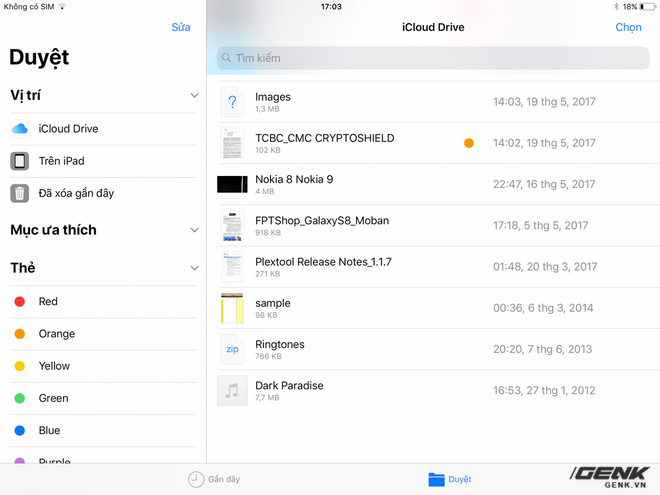 Không có SIM
17:03
18%
Sửa
Duyệt
Vị trí
iCloud Drive
Trên iPad
Đã xóa gần đây
Mục ưa thích
Thẻ
Red
Orange
Yellow
Green
Blue
Purple
iCloud Drive
Chọn
Tìm kiếm
?
Images
1,3 MB
14:03, 19 thg 5, 2017
TCBC_CMC CRYPTOSHIELD
102 KB
14:02, 19 thg 5, 2017
Nokia 8 Nokia 9
4 MB
22:47, 16 thg 5, 2017
FPTShop_GalaxyS8_Moban
918 KB
17:18, 5 thg 5, 2017
Plextool Release Notes_1.1.7
271 KB
01:48, 20 thg 3, 2017
sample
98 KB
00:36, 6 thg 3, 2014
zip
Ringtones
786 KB
20:20, 7 thg 6, 2013
Dark Paradise
7,7 MB
16:53, 27 thg 1, 2012
Gần đây
Duyệt
GENK
GENK.VN